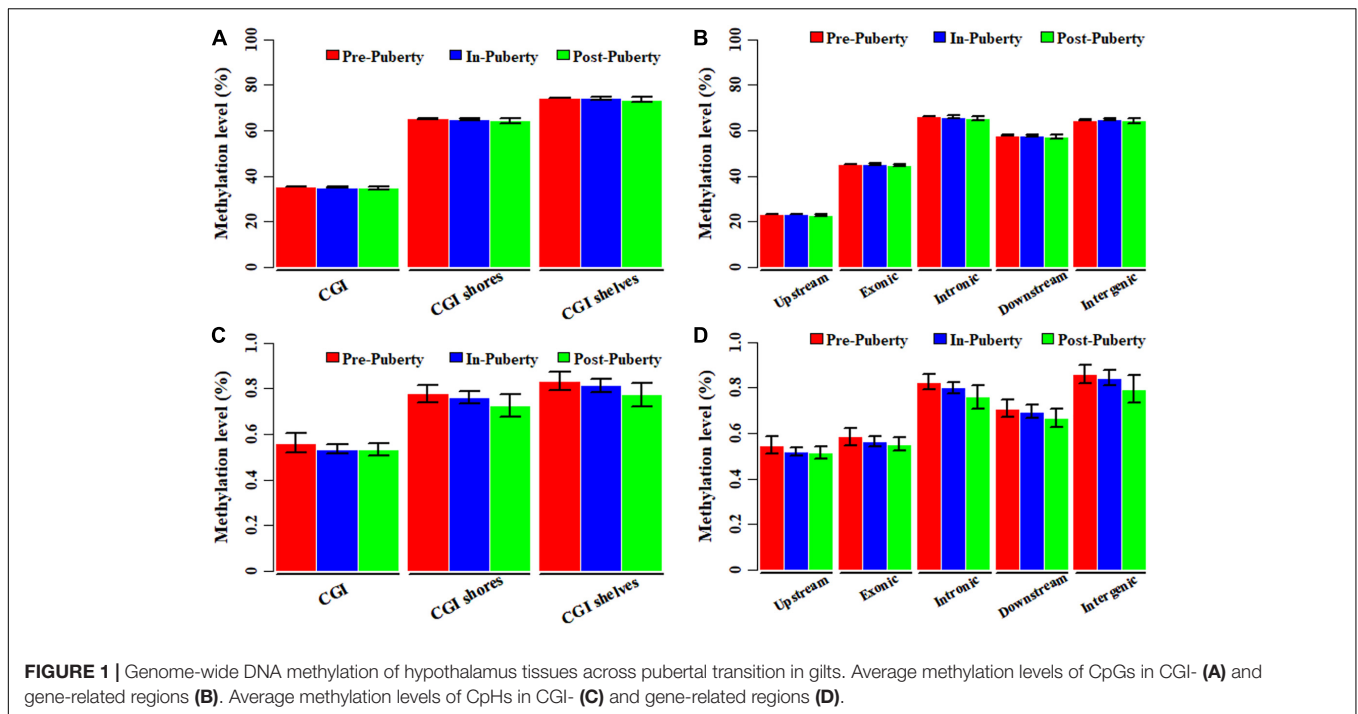 A
Methylation level (%)
100
80
60
40
20
0
Pre-Puberty In-Puberty Post-Puberty
CGI CGI shores CGI shelves
B
Methylation level (%)
100
80
60
40
20
0
Pre-Puberty In-Puberty Post-Puberty
Upstream Exonic Intronic Downstream Intergenic
C
Methylation level (%)
1.0
0.8
0.6
0.4
0.2
0
Pre-Puberty In-Puberty Post-Puberty
CGI CGI shores CGI shelves
D
Methylation level (%)
1.0
0.8
0.6
0.4
0.2
0
Pre-Puberty In-Puberty Post-Puberty
Upstream Exonic Intronic Downstream Intergenic
FIGURE 1 | Genome-wide DNA methylation of hypothalamus tissues across pubertal transition in gilts. Average methylation levels of CpGs in CGI- (A) and
gene-related regions (B). Average methylation levels of CpHs in CGI- (C) and gene-related regions (D).